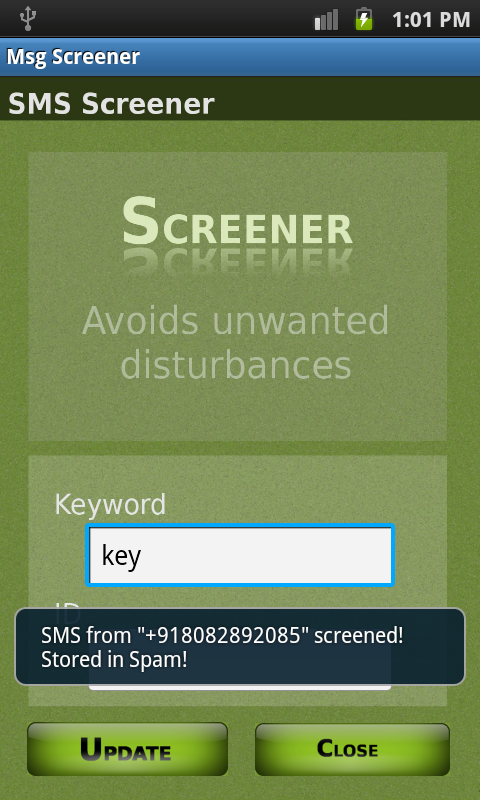 1:01 PM
Msg Screener
SMS Screener
SCREENER
Avoids unwanted
disturbances
Keyword
key
ID
SMS from "+918082892085" screened!
Stored in Spam!
UPDATE
CLOSE